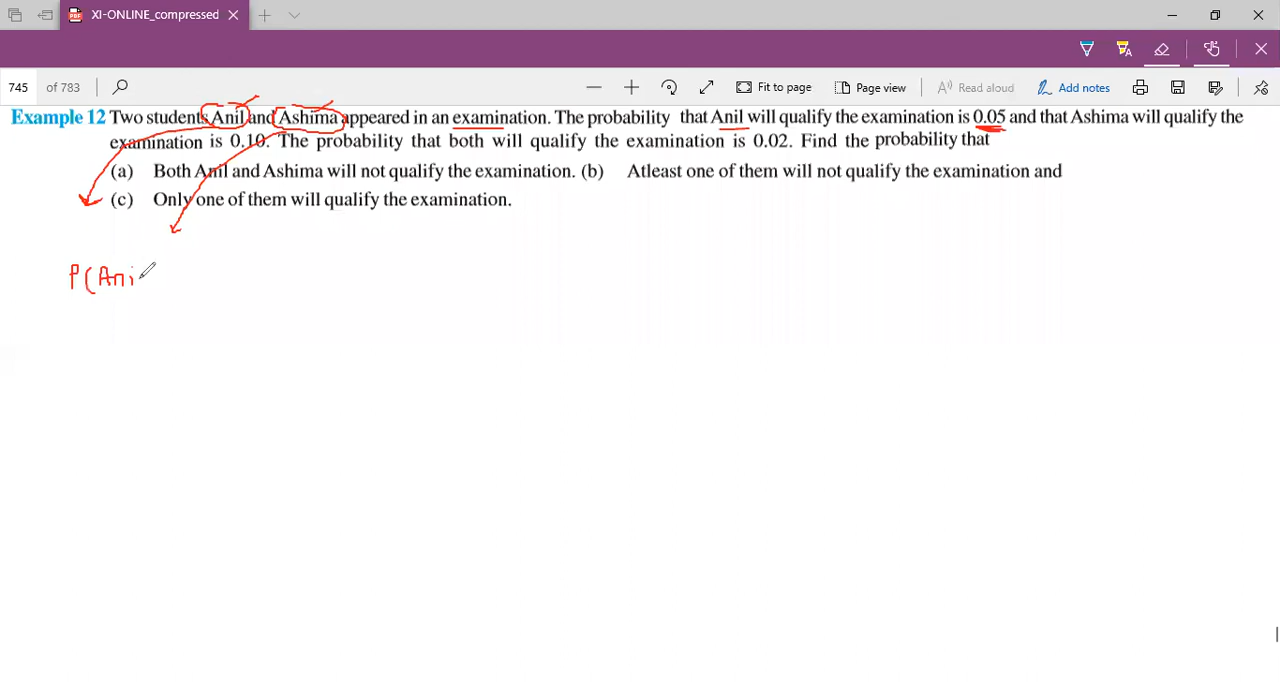 XI-ONLINE_compressed
745 of 783 Fit to page Page view Read aloud Add notes
Example 12 Two students Anil and Ashima appeared in an examination. The probability that Anil will qualify the examination is 0.05 and that Ashima will qualify the
examination is 0.10. The probability that both will qualify the examination is 0.02. Find the probability that
(a) Both Anil and Ashima will not qualify the examination. (b) Atleast one of them will not qualify the examination and
(c) Only one of them will qualify the examination.
P(Ani